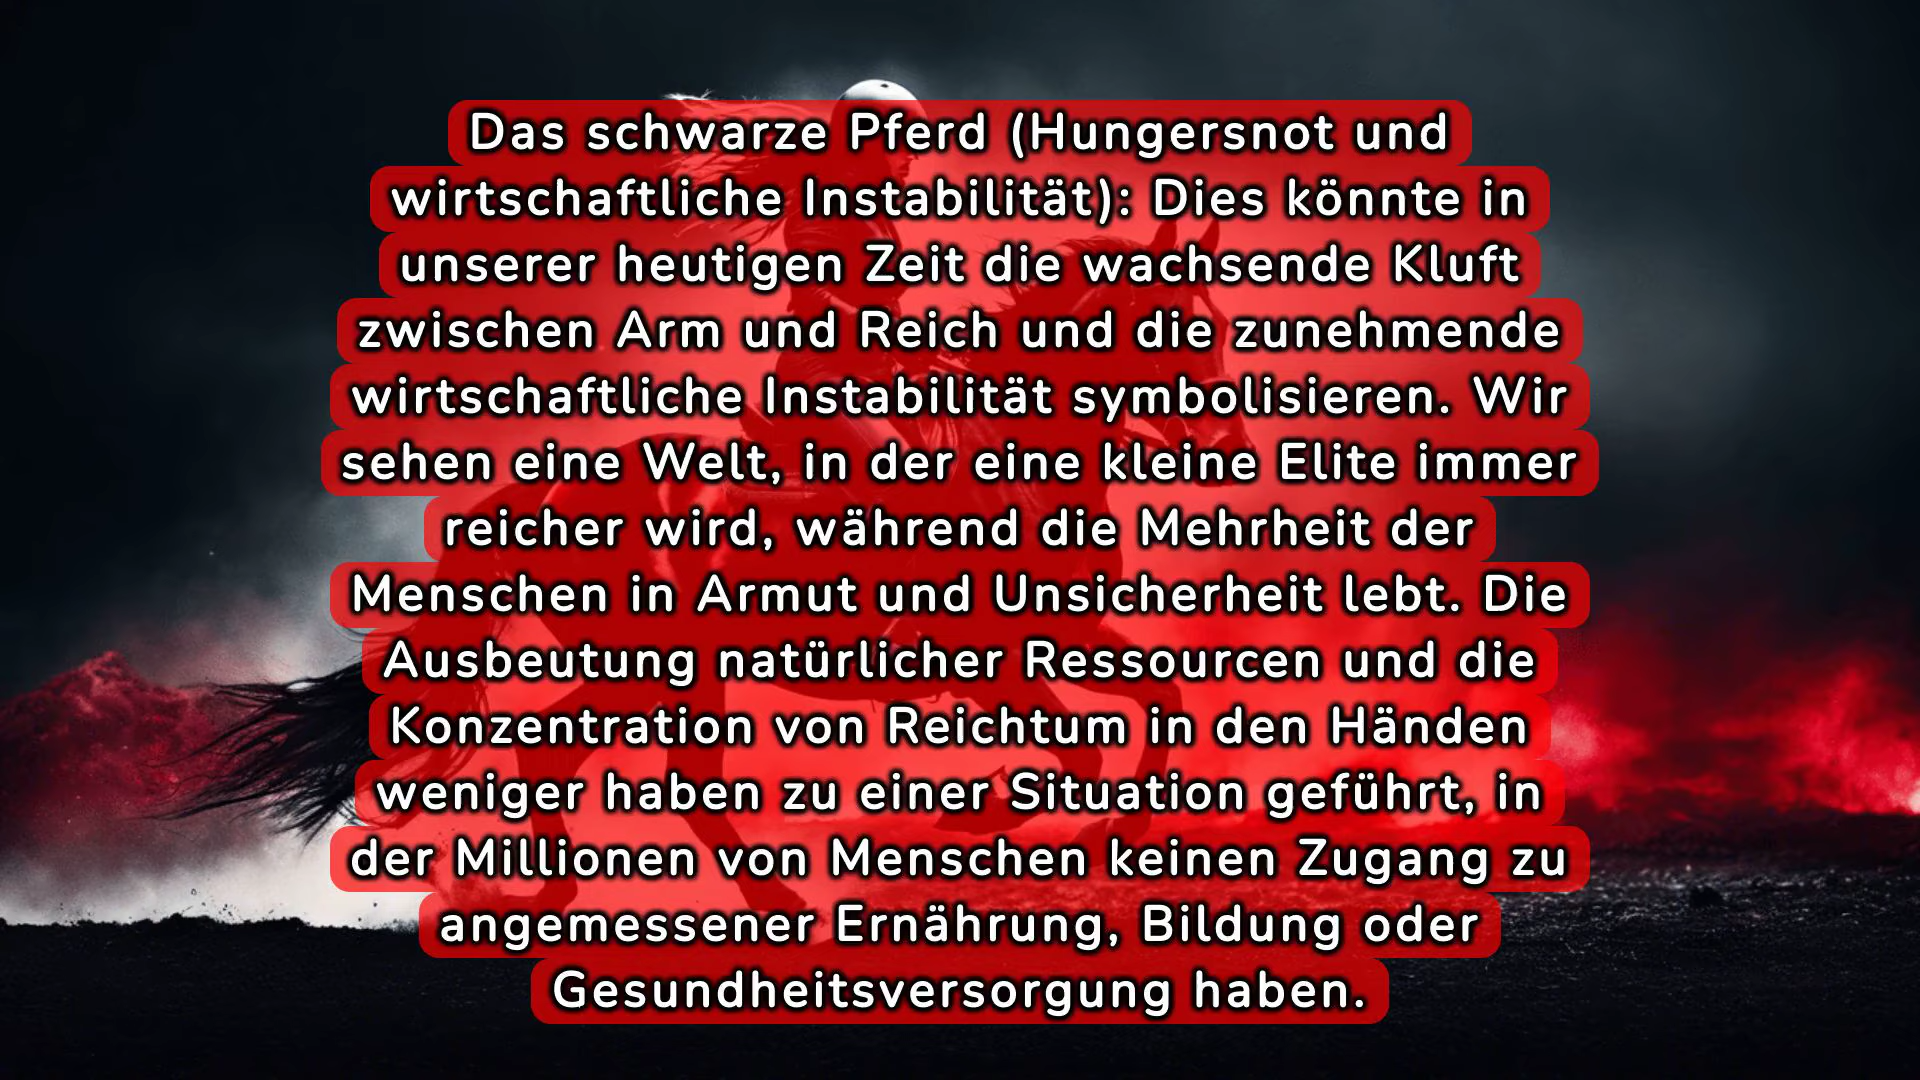 Das schwarze Pferd (Hungersnot und
wirtschaftliche Instabilität): Dies könnte in
unserer heutigen Zeit die wachsende Kluft
zwischen Arm und Reich und die zunehmende
wirtschaftliche Instabilität symbolisieren. Wir
sehen eine Welt, in der eine kleine Elite immer
reicher wird, während die Mehrheit der
Menschen in Armut und Unsicherheit lebt. Die
Ausbeutung natürlicher Ressourcen und die
Konzentration von Reichtum in den Händen
weniger haben zu einer Situation geführt, in
der Millionen von Menschen keinen Zugang zu
angemessener Ernährung, Bildung oder
Gesundheitsversorgung haben.